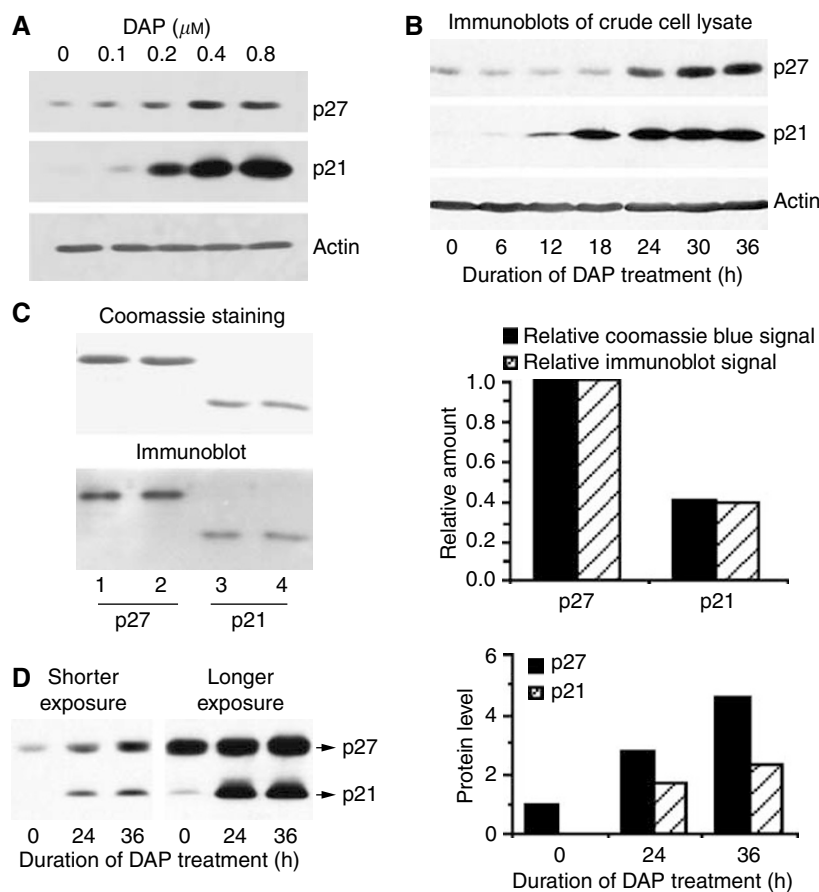 A
DAP (µM)
0 0.1 0.2 0.4 0.8
p27
p21
Actin
B
Immunoblots of crude cell lysate
p27
p21
Actin
0 6 12 18 24 30 36
Duration of DAP treatment (h)
C
Coomassie staining
Immunoblot
1 2 3 4
p27 p21
Relative coomassie blue signal
Relative immunoblot signal
Relative amount
1.0
0.8
0.6
0.4
0.2
0.0
p27 p21
D
Shorter exposure
Longer exposure
p27
p21
0 24 36 0 24 36
Duration of DAP treatment (h)
p27
p21
Protein level
6
4
2
0
0 24 36
Duration of DAP treatment (h)